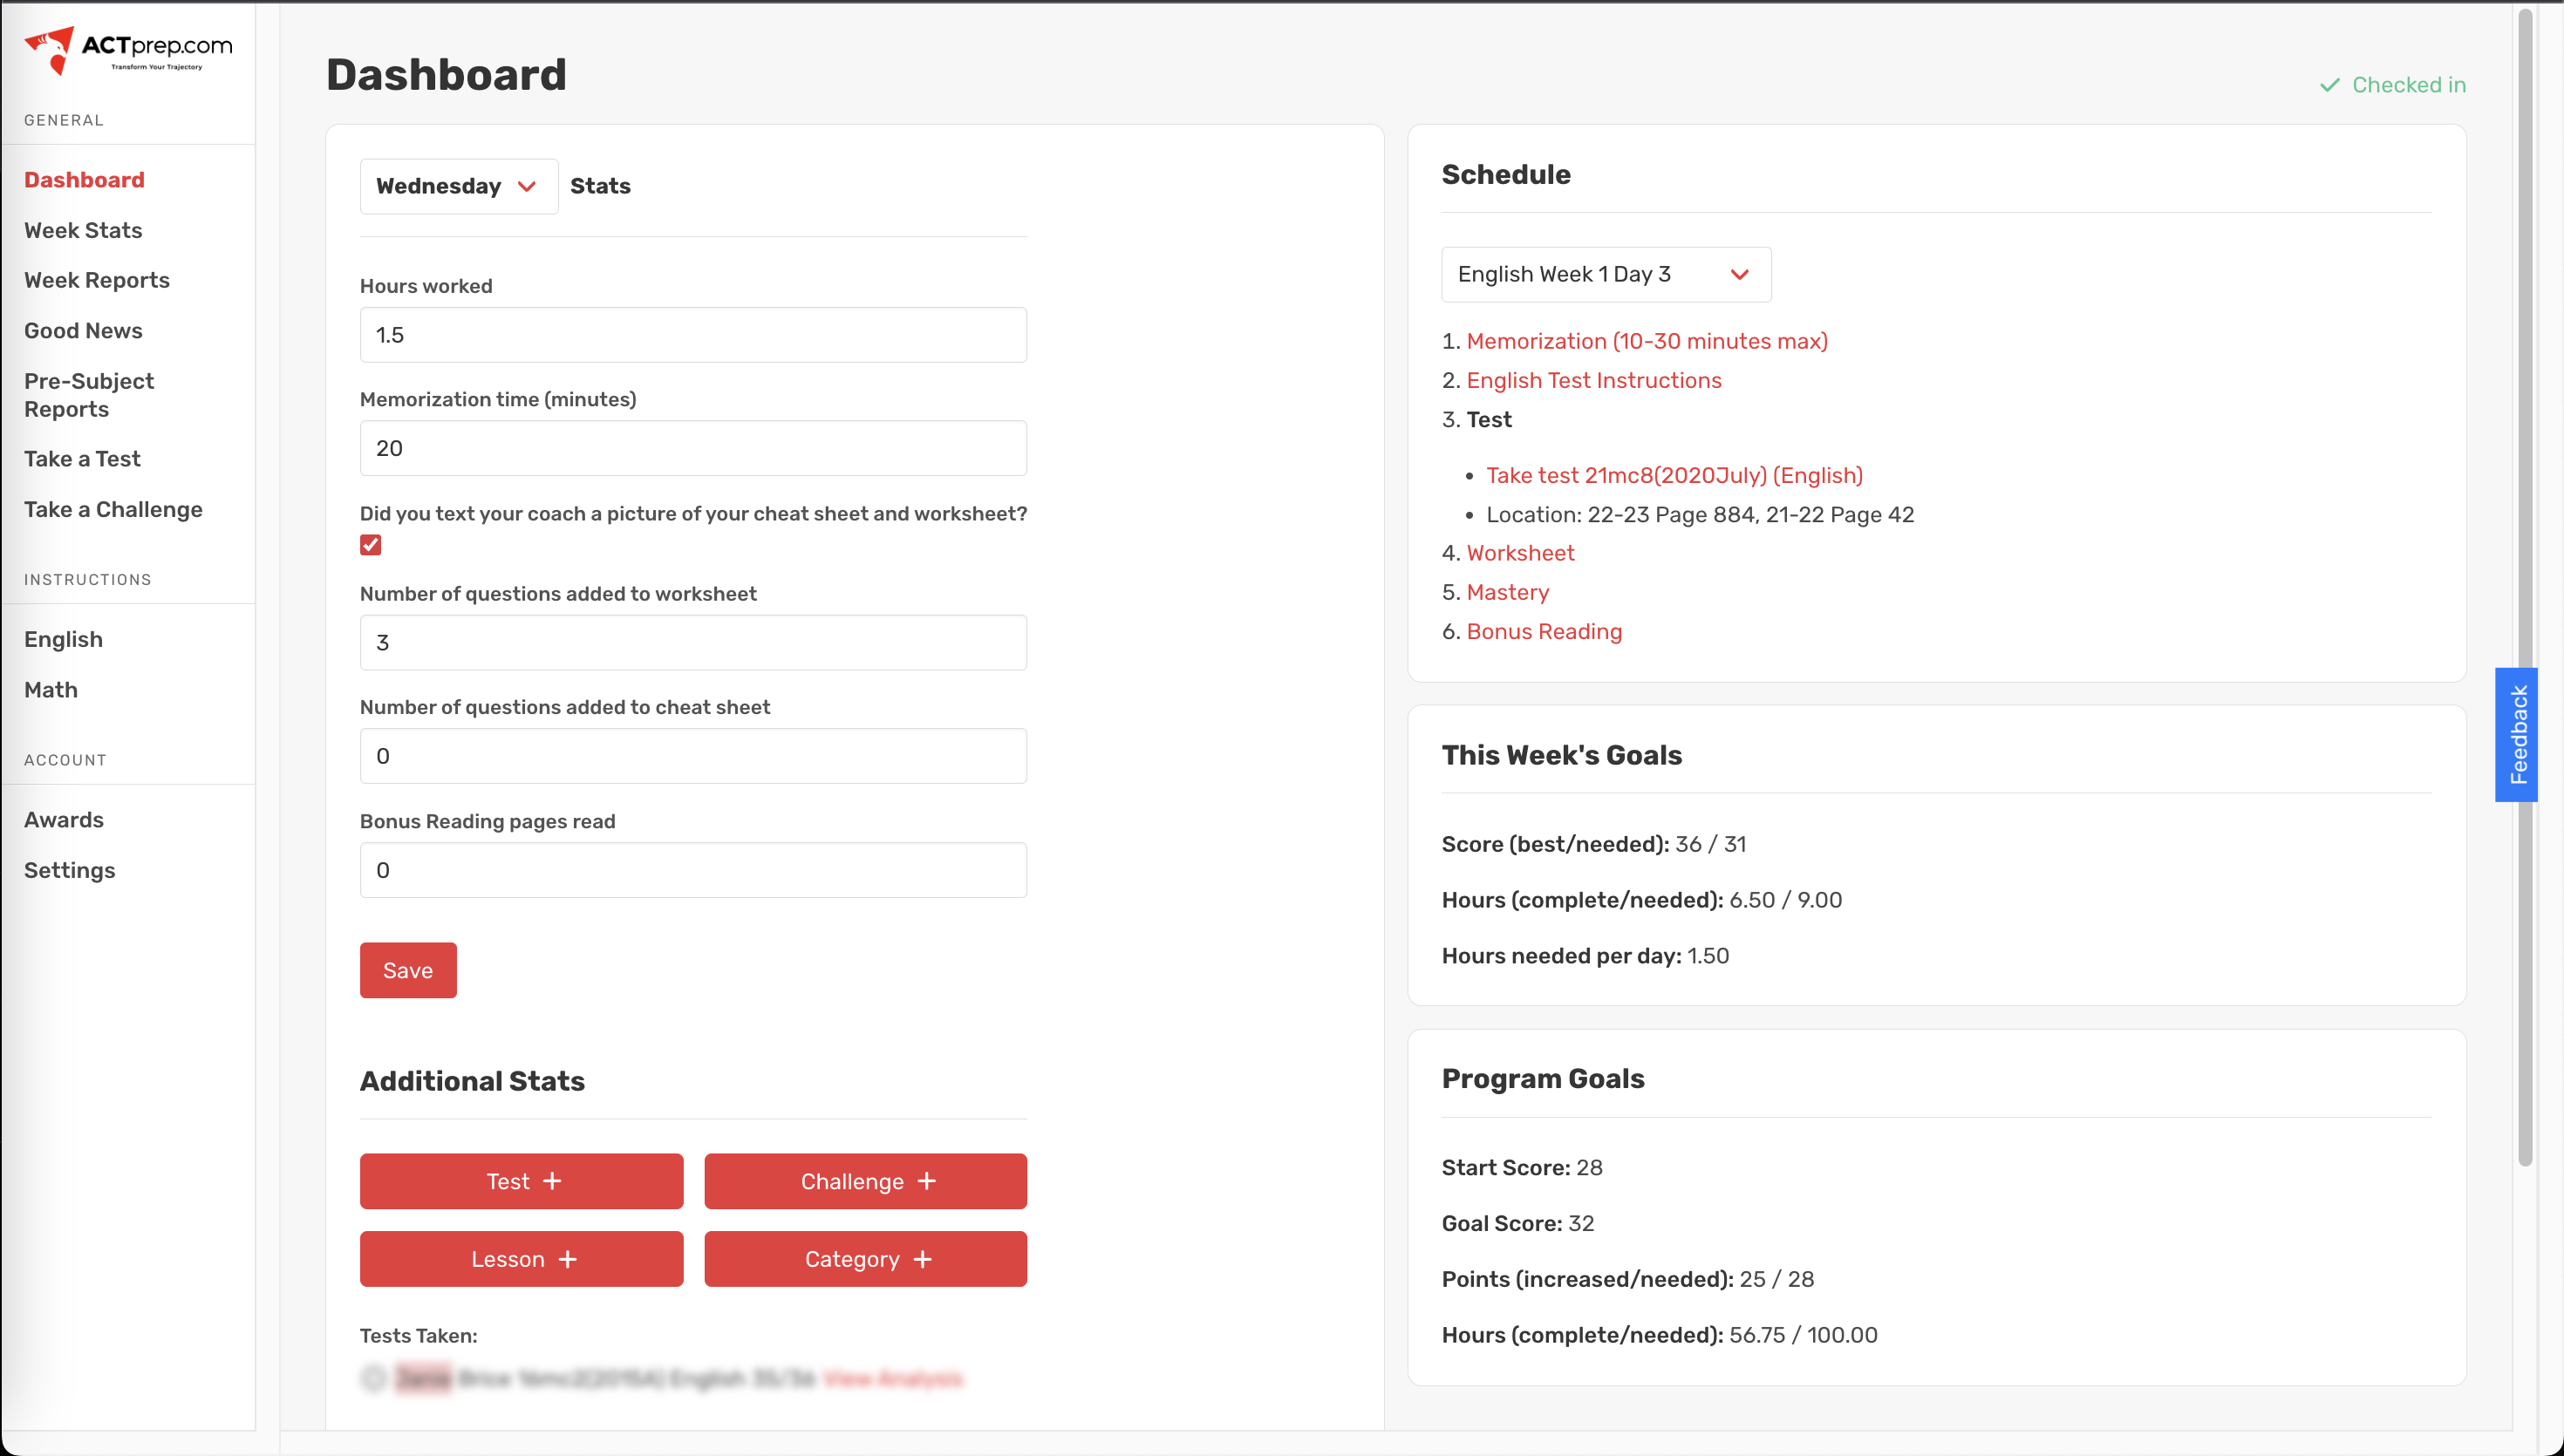 ACTprep.com
Transform Your Trajectory
GENERAL
Dashboard
Week Stats
Week Reports
Good News
Pre-Subject
Reports
Take a Test
Take a Challenge
INSTRUCTIONS
English
Math
ACCOUNT
Awards
Settings
Dashboard
Checked in
Wednesday Stats
Hours worked
1.5
Memorization time (minutes)
20
Did you text your coach a picture of your cheat sheet and worksheet?
Number of questions added to worksheet
3
Number of questions added to cheat sheet
0
Bonus Reading pages read
0
Save
Additional Stats
Test +
Challenge +
Lesson +
Category +
Tests Taken:
Schedule
English Week 1 Day 3
1. Memorization (10-30 minutes max)
2. English Test Instructions
3. Test
• Take test 21mc8(2020July) (English)
• Location: 22-23 Page 884, 21-22 Page 42
4. Worksheet
5. Mastery
6. Bonus Reading
This Week's Goals
Score (best/needed): 36 / 31
Hours (complete/needed): 6.50 / 9.00
Hours needed per day: 1.50
Program Goals
Start Score: 28
Goal Score: 32
Points (increased/needed): 25 / 28
Hours (complete/needed): 56.75 / 100.00
Feedback